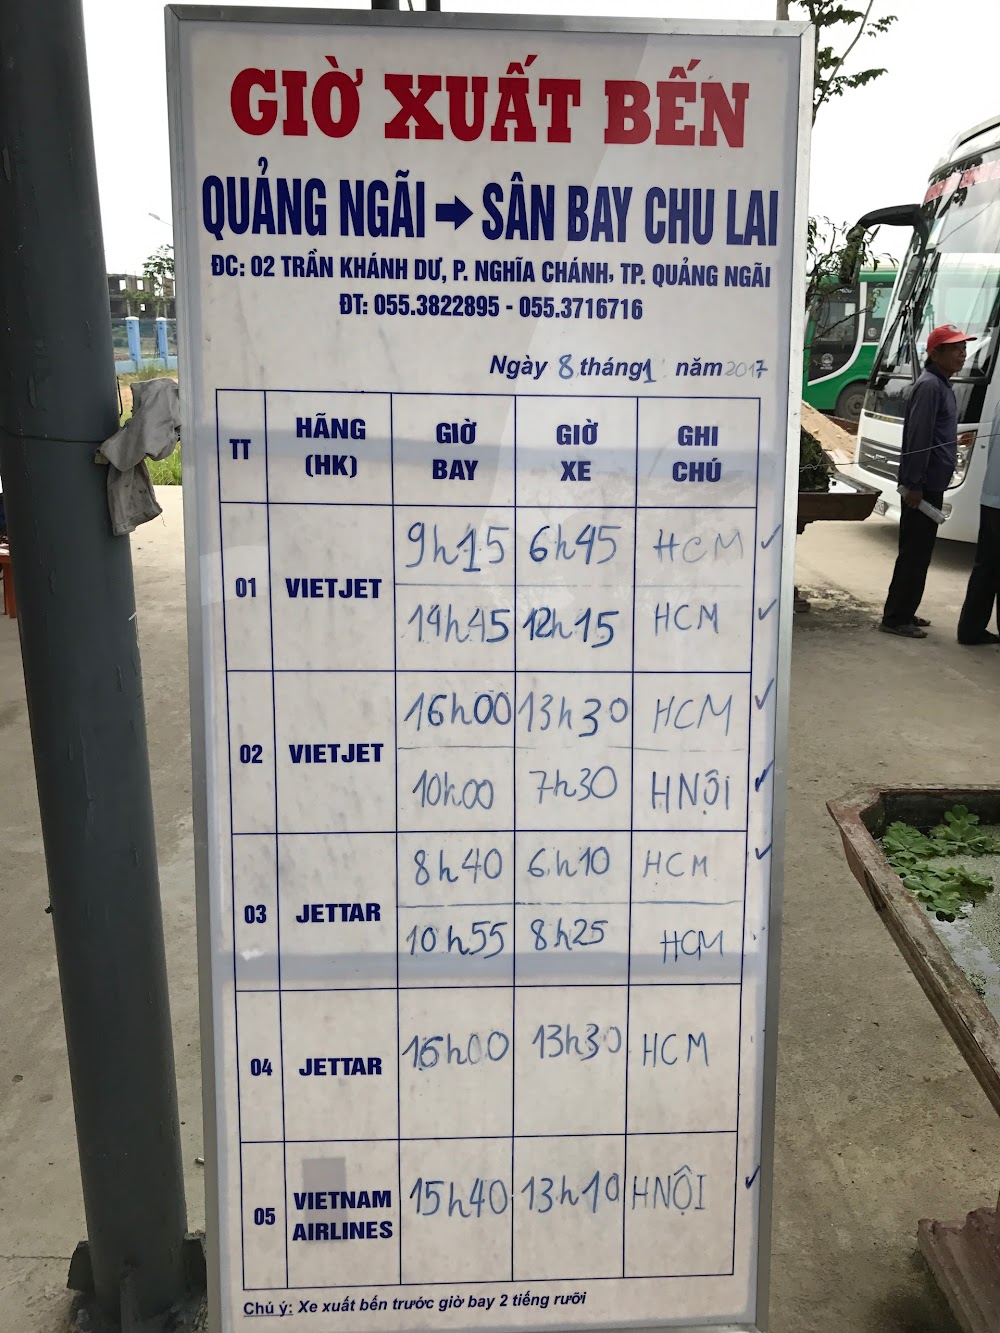 GIỜ XUẤT BẾN
QUẢNG NGÃI → SÂN BAY CHU LAI
ĐC: 02 TRẦN KHÁNH DƯ, P. NGHĨA CHÁNH, TP. QUẢNG NGÃI
ĐT: 055.3822895 - 055.3716716
Ngày 8 tháng 1 năm 2017
TT HÃNG (HK) GIỜ BAY GIỜ XE GHI CHÚ
01 VIETJET 9h15 6h45 HCM ✓
14h45 12h15 HCM ✓
02 VIETJET 16h00 13h30 HCM ✓
10h00 7h30 HNỘI ✓
03 JETTAR 8h40 6h10 HCM ✓
10h55 8h25 HCM
04 JETTAR 16h00 13h30 HCM
05 VIETNAM AIRLINES 15h40 13h10 HNỘI ✓
Chú ý: Xe xuất bến trước giờ bay 2 tiếng rưỡi